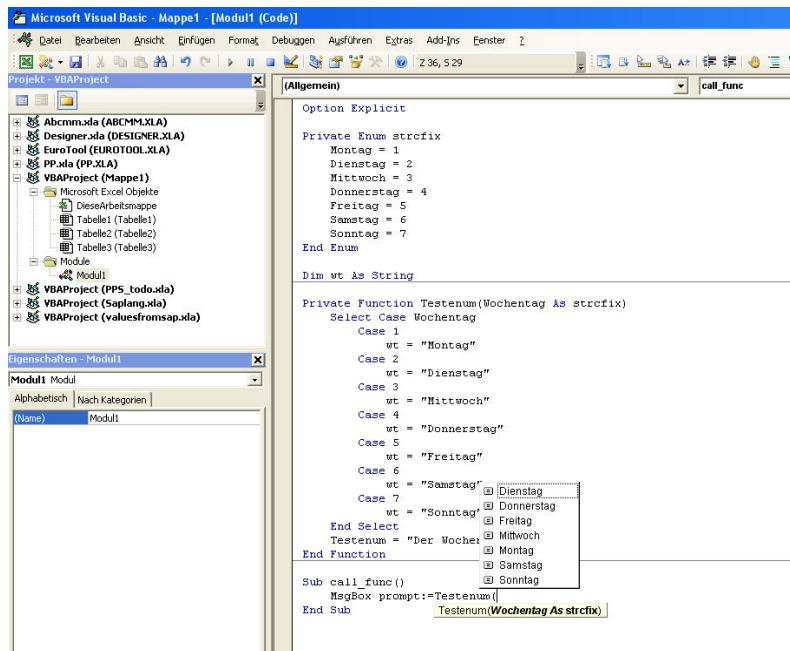 Microsoft Visual Basic - Mappe1 - [Modul1 (Code)]
Datei Bearbeiten Ansicht Einfügen Format Debuggen Ausführen Extras Add-Ins Fenster ?
Z 36, S 29
Projekt - VBAProject
Abcmm.xla (ABCMM.XLA)
Designer.xla (DESIGNER.XLA)
EuroTool (EUROTOOL.XLA)
PP.xla (PP.XLA)
VBAProject (Mappe1)
Microsoft Excel Objekte
DieseArbeitsmappe
Tabelle1 (Tabelle1)
Tabelle2 (Tabelle2)
Tabelle3 (Tabelle3)
Module
Modul1
VBAProject (PPS_todo.xla)
VBAProject (Saplang.xla)
VBAProject (valuesfromsap.xla)
Eigenschaften - Modul1
Modul1 Modul
Alphabetisch Nach Kategorien
(Name) Modul1
(Allgemein) call_func
Option Explicit
Private Enum strcfix
Montag = 1
Dienstag = 2
Mittwoch = 3
Donnerstag = 4
Freitag = 5
Samstag = 6
Sonntag = 7
End Enum
Dim wt As String
Private Function Testenum(Wochentag As strcfix)
Select Case Wochentag
Case 1
wt = "Montag"
Case 2
wt = "Dienstag"
Case 3
wt = "Mittwoch"
Case 4
wt = "Donnerstag"
Case 5
wt = "Freitag"
Case 6
wt = "Samstag"
Case 7
wt = "Sonntag"
End Select
Testenum = "Der Wochen
End Function
Sub call_func()
MsgBox prompt:=Testenum(
End Sub
Dienstag
Donnerstag
Freitag
Mittwoch
Montag
Samstag
Sonntag
Testenum(Wochentag As strcfix)